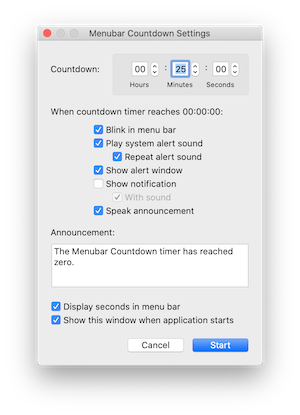 Menubar Countdown Settings
Countdown: 00 : 25 : 00
Hours Minutes Seconds
When countdown timer reaches 00:00:00:
Blink in menu bar
Play system alert sound
Repeat alert sound
Show alert window
Show notification
With sound
Speak announcement
Announcement:
The Menubar Countdown timer has reached
zero.
Display seconds in menu bar
Show this window when application starts
Cancel Start